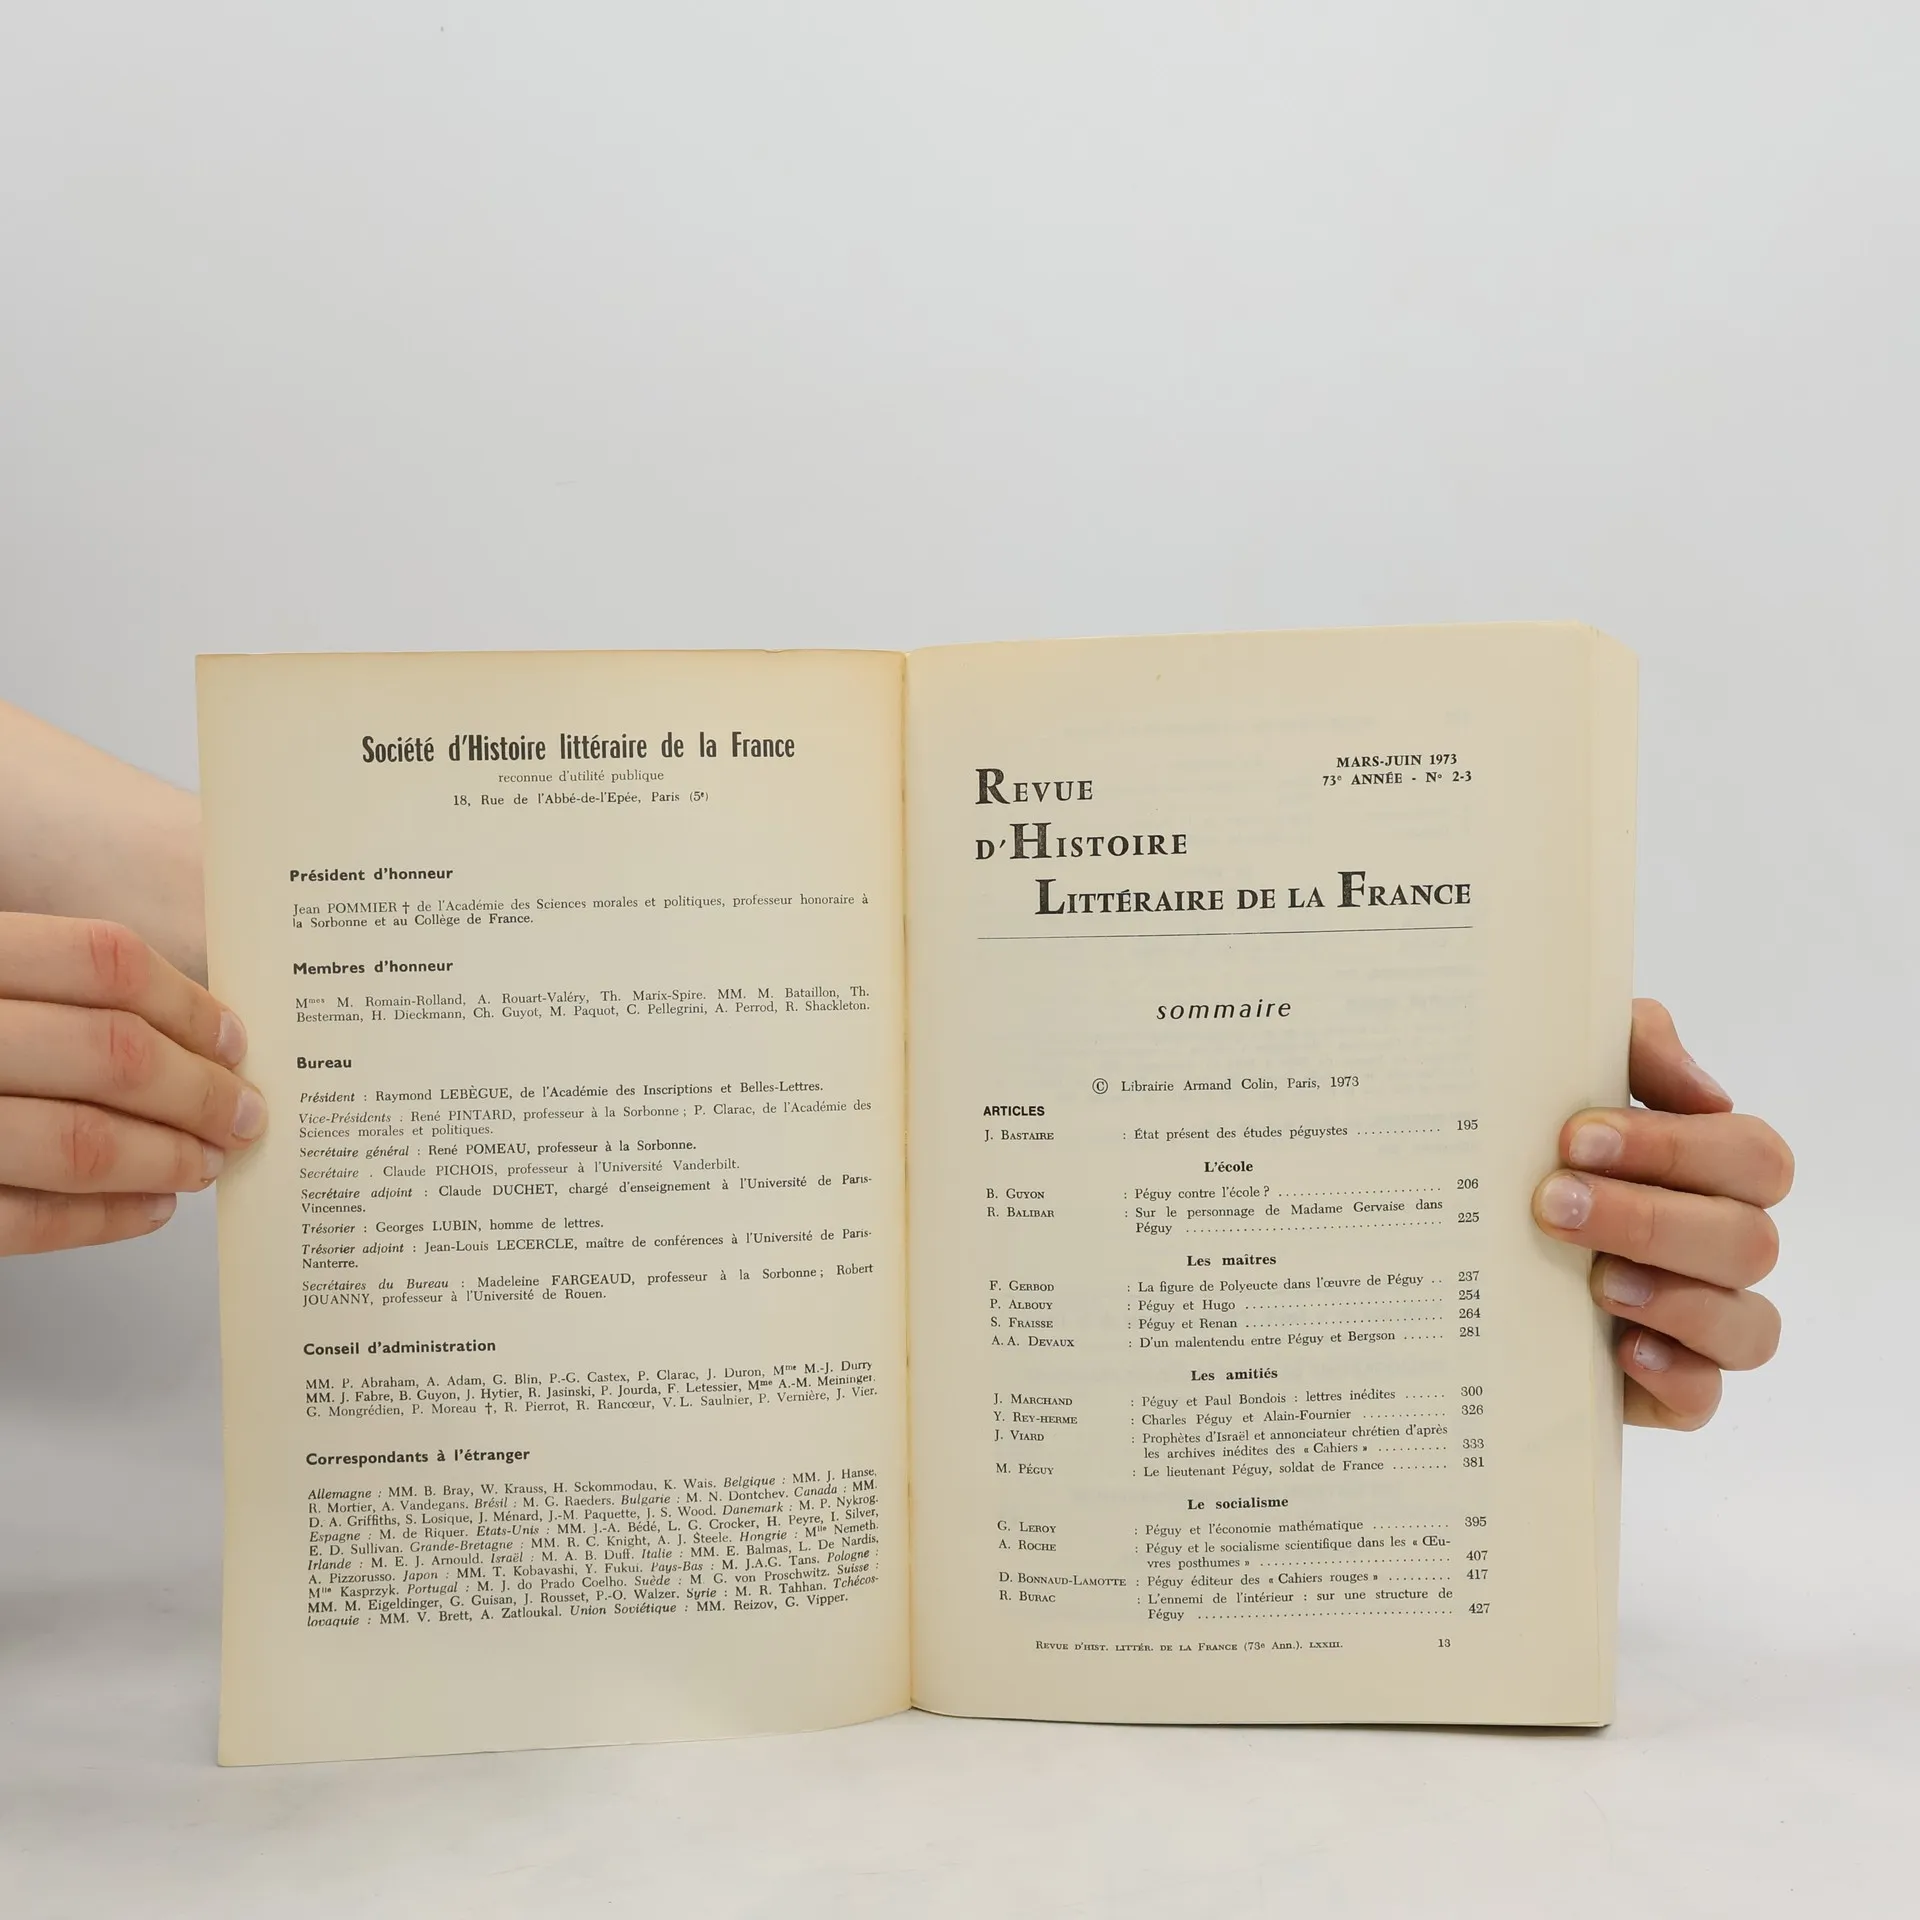 Société d'Histoire littéraire de la France
reconnue d'utilité publique
18, Rue de l'Abbé-de-l'Epée, Paris (5e)
Président d'honneur
Jean POMMIER † de l'Académie des Sciences morales et politiques, professeur honoraire à
la Sorbonne et au Collège de France.
Membres d'honneur
Mmes M. Romain-Rolland, A. Rouart-Valéry, Th. Marix-Spire. MM. M. Bataillon, Th.
Besterman, H. Dieckmann, Ch. Guyot, M. Paquot, C. Pellegrini, A. Perrod, R. Shackleton.
Bureau
Président : Raymond LEBÈGUE, de l'Académie des Inscriptions et Belles-Lettres.
Vice-Présidents : René PINTARD, professeur à la Sorbonne ; P. Clarac, de l'Académie des
Sciences morales et politiques.
Secrétaire général : René POMEAU, professeur à la Sorbonne.
Secrétaire . Claude PICHOIS, professeur à l'Université Vanderbilt.
Secrétaire adjoint : Claude DUCHET, chargé d'enseignement à l'Université de Paris-
Vincennes.
Trésorier : Georges LUBIN, homme de lettres.
Trésorier adjoint : Jean-Louis LECERCLE, maître de conférences à l'Université de Paris-
Nanterre.
Secrétaires du Bureau : Madeleine FARGEAUD, professeur à la Sorbonne ; Robert
JOUANNY, professeur à l'Université de Rouen.
Conseil d'administration
MM. P. Abraham, A. Adam, G. Blin, P.-G. Castex, P. Clarac, J. Duron, Mme M.-J. Durry
MM. J. Fabre, B. Guyon, J. Hytier, R. Jasinski, P. Jourda, F. Letessier, Mme A.-M. Meininger.
G. Mongrédien, P. Moreau †, R. Pierrot, R. Rancœur, V.L. Saulnier, P. Vernière, J. Vier.
Correspondants à l'étranger
Allemagne : MM. B. Bray, W. Krauss, H. Sckommodau, K. Wais. Belgique : MM. J. Hanse,
R. Mortier, A. Vandegans. Brésil : M. G. Raeders. Bulgarie : M. N. Dontchev. Canada : MM.
D. A. Griffiths, S. Losique, J. Ménard, J.-M. Paquette, J. S. Wood. Danemark : M. P. Nykrog.
Espagne : M. de Riquer. Etats-Unis : MM. J.-A. Bédé, L. G. Crocker, H. Peyre, I. Silver,
E. D. Sullivan. Grande-Bretagne : MM. R. C. Knight, A. J. Steele. Hongrie : Mlle Nemeth.
Irlande : M. E. J. Arnould. Israël : M. A. B. Duff. Italie : MM. E. Balmas, L. De Nardis,
A. Pizzorusso. Japon : MM. T. Kobayashi, Y. Fukui. Pays-Bas : M. J.A.G. Tans. Pologne :
Mlle Kasprzyk. Portugal : M. J. do Prado Coelho. Suède : M. G. von Proschwitz. Suisse :
MM. M. Eigeldinger, G. Guisan, J. Rousset, P.-O. Walzer. Syrie : M. R. Tahhan. Tchécos-
lovaquie : MM. V. Brett, A. Zatloukal. Union Soviétique : MM. Reizov, G. Vipper.
MARS-JUIN 1973
73e ANNÉE - No 2-3
REVUE
D'HISTOIRE
LITTÉRAIRE DE LA FRANCE
sommaire
© Librairie Armand Colin, Paris, 1973
ARTICLES
J. BASTAIRE : État présent des études péguystes ............ 195
L'école
B. GUYON : Péguy contre l'école ? ...................... 206
R. BALIBAR : Sur le personnage de Madame Gervaise dans
Péguy .................................... 225
Les maîtres
F. GERBOD : La figure de Polyeucte dans l'œuvre de Péguy .. 237
P. ALBOUY : Péguy et Hugo ........................... 254
S. FRAISSE : Péguy et Renan ........................... 264
A. A. DEVAUX : D'un malentendu entre Péguy et Bergson ...... 281
Les amitiés
J. MARCHAND : Péguy et Paul Bondois : lettres inédites ...... 300
Y. REY-HERME : Charles Péguy et Alain-Fournier ............ 326
J. VIARD : Prophètes d'Israël et annonciateur chrétien d'après
les archives inédites des « Cahiers » .......... 333
M. PÉGUY : Le lieutenant Péguy, soldat de France ........ 381
Le socialisme
G. LEROY : Péguy et l'économie mathématique ........... 395
A. ROCHE : Péguy et le socialisme scientifique dans les « Œu-
vres posthumes » ........................... 407
D. BONNAUD-LAMOTTE : Péguy éditeur des « Cahiers rouges » ......... 417
R. BURAC : L'ennemi de l'intérieur : sur une structure de
Péguy ................................... 427
REVUE D'HIST. LITTÉR. DE LA FRANCE (73e Ann.). LXXIII. 13